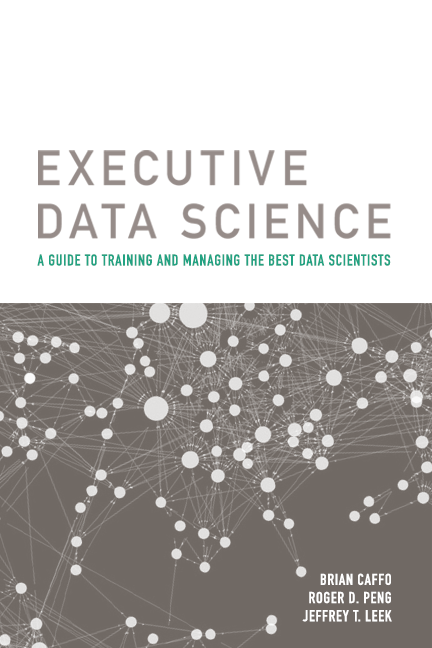 EXECUTIVE
DATA SCIENCE
A GUIDE TO TRAINING AND MANAGING THE BEST DATA SCIENTISTS
BRIAN CAFFO
ROGER D. PENG
JEFFREY T. LEEK